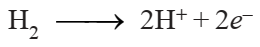 H₂ ⟶ 2H⁺ + 2e⁻